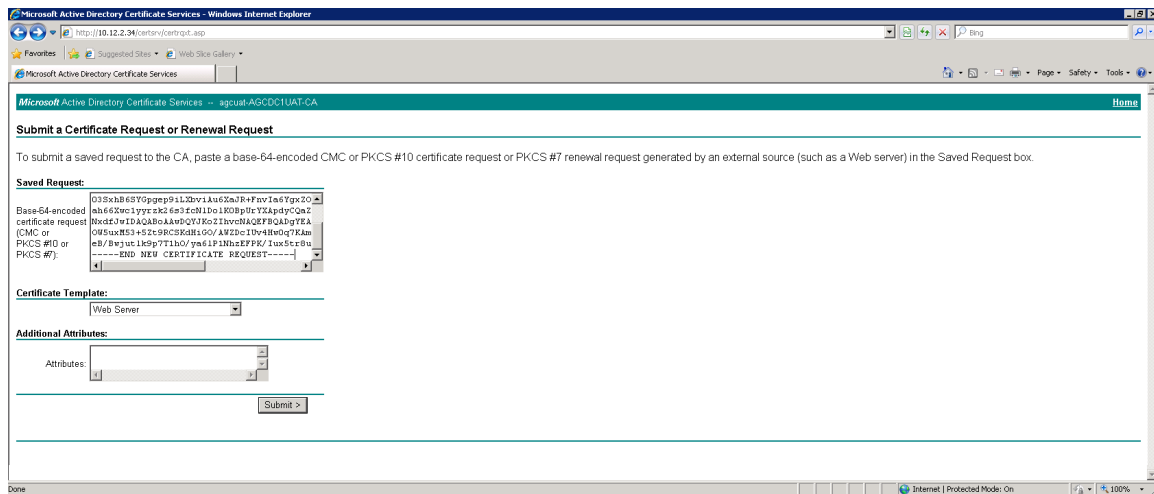 Microsoft Active Directory Certificate Services - Windows Internet Explorer
http://10.12.2.34/certsrv/certrqxt.asp
Bing
Favorites Suggested Sites Web Slice Gallery
Microsoft Active Directory Certificate Services
Page Safety Tools
Microsoft Active Directory Certificate Services -- agcuat-AGCDC1UAT-CA Home
Submit a Certificate Request or Renewal Request
To submit a saved request to the CA, paste a base-64-encoded CMC or PKCS #10 certificate request or PKCS #7 renewal request generated by an external source (such as a Web server) in the Saved Request box.
Saved Request:
Base-64-encoded
certificate request
(CMC or
PKCS #10 or
PKCS #7):
-----END NEW CERTIFICATE REQUEST-----
Certificate Template:
Web Server
Additional Attributes:
Attributes:
Submit >
Done
Internet | Protected Mode: On
100%